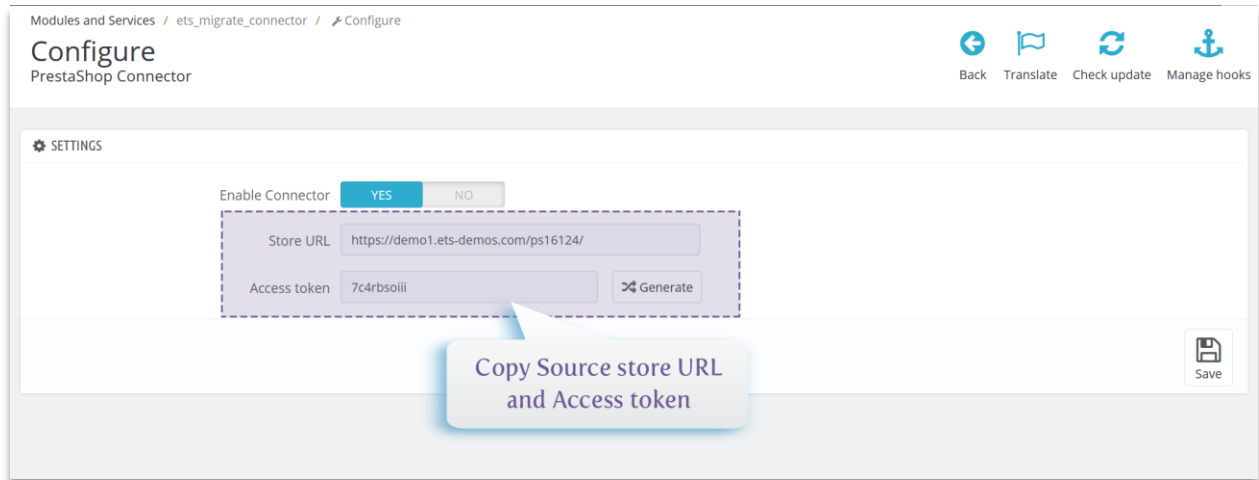 Modules and Services / ets_migrate_connector / Configure
Configure
PrestaShop Connector
Back Translate Check update Manage hooks
SETTINGS
Enable Connector YES NO
Store URL https://demo1.ets-demos.com/ps16124/
Access token 7c4rbsoiii Generate
Copy Source store URL
and Access token
Save